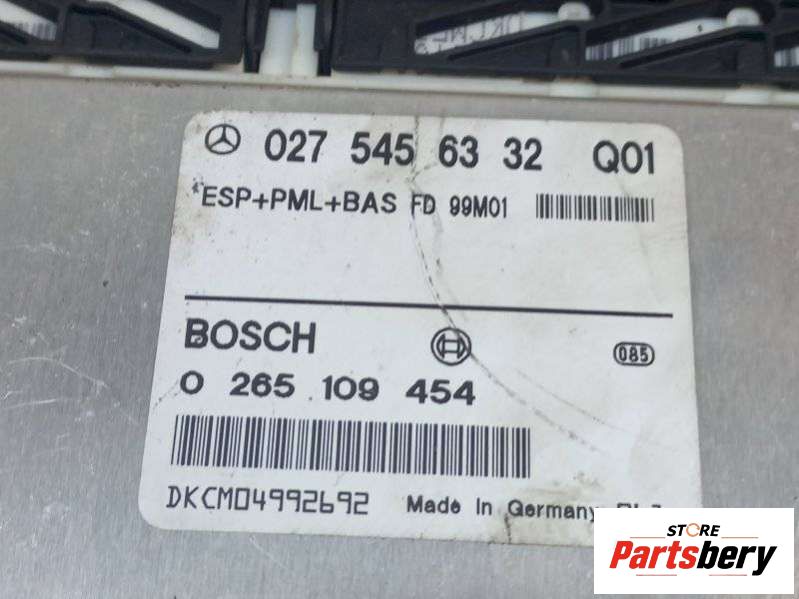 027 545 63 32 Q01
ESP+PML+BAS FD 99M01
BOSCH
0 265 109 454
085
DKCM04992692 Made in Germany
STORE
Partsbery